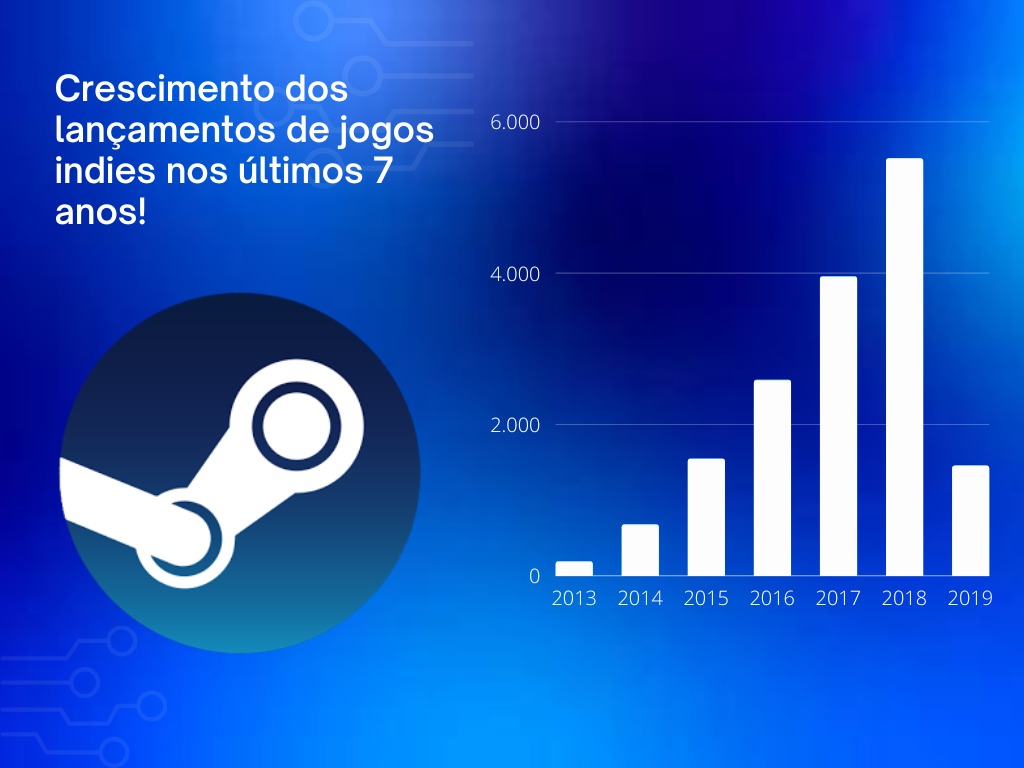 Crescimento dos
lançamentos de jogos
indies nos últimos 7
anos!
6.000
4.000
2.000
0
2013 2014 2015 2016 2017 2018 2019